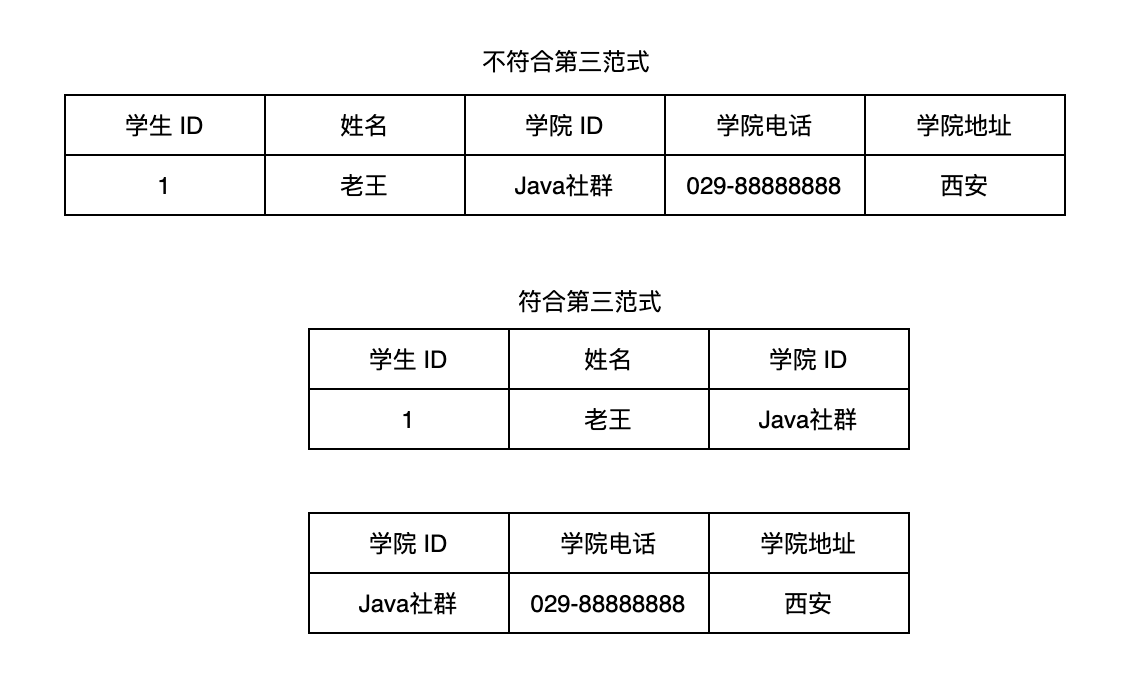 不符合第三范式
学生 ID 姓名 学院 ID 学院电话 学院地址
1 老王 Java社群 029-88888888 西安
符合第三范式
学生 ID 姓名 学院 ID
1 老王 Java社群
学院 ID 学院电话 学院地址
Java社群 029-88888888 西安